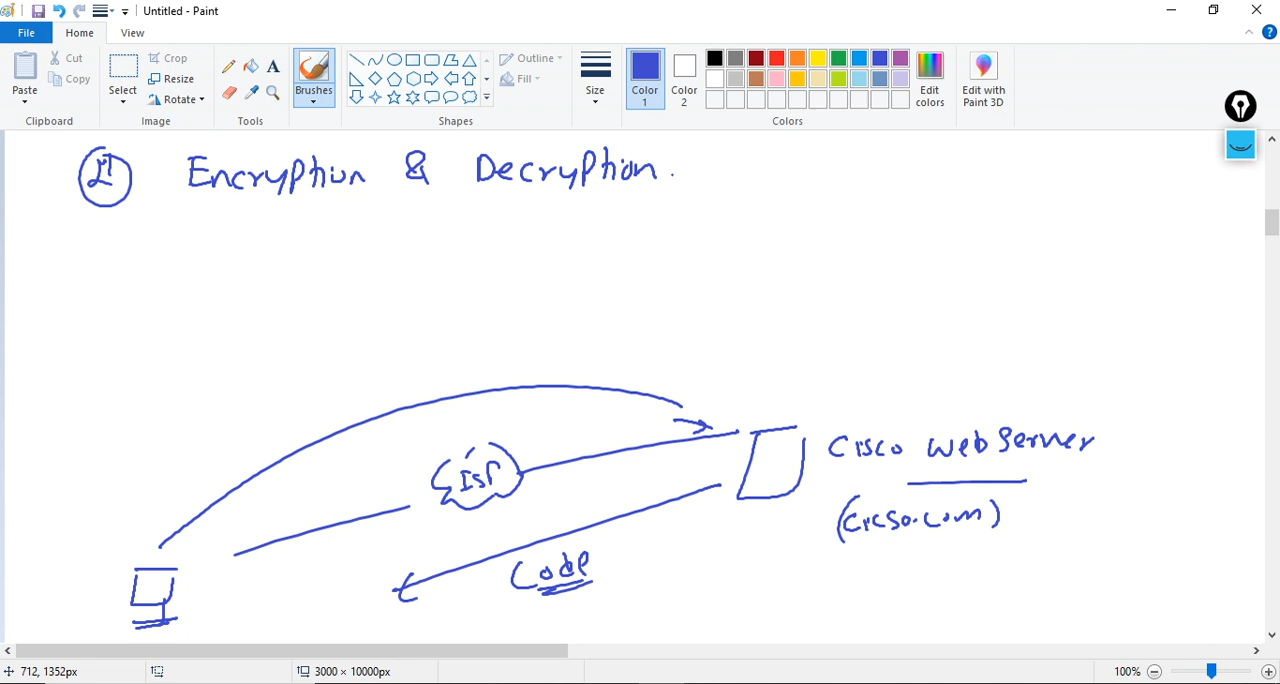 Untitled - Paint
File Home View
Paste
Cut
Copy
Clipboard
Select
Crop
Resize
Rotate
Image
A
Tools
Brushes
Outline
Fill
Shapes
Size
Color 1
Color 2
Edit colors
Edit with Paint 3D
Colors
Encryption & Decryption.
ISP
Cisco Web Server
(Circso.com)
Code
712, 1352px
3000 × 10000px
100%